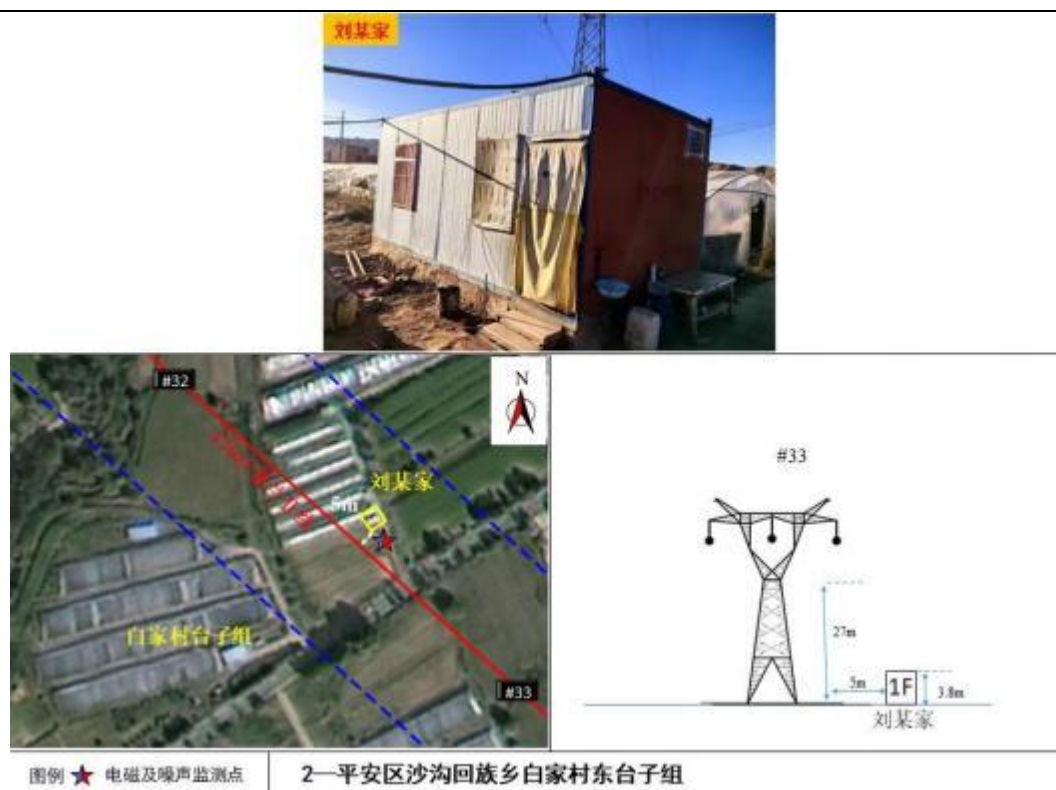 刘某家
#32
N
刘某家
5m
白家村台子组
#33
#33
27m
5m
1F
3.8m
刘某家
图例 电磁及噪声监测点
2—平安区沙沟回族乡白家村东台子组